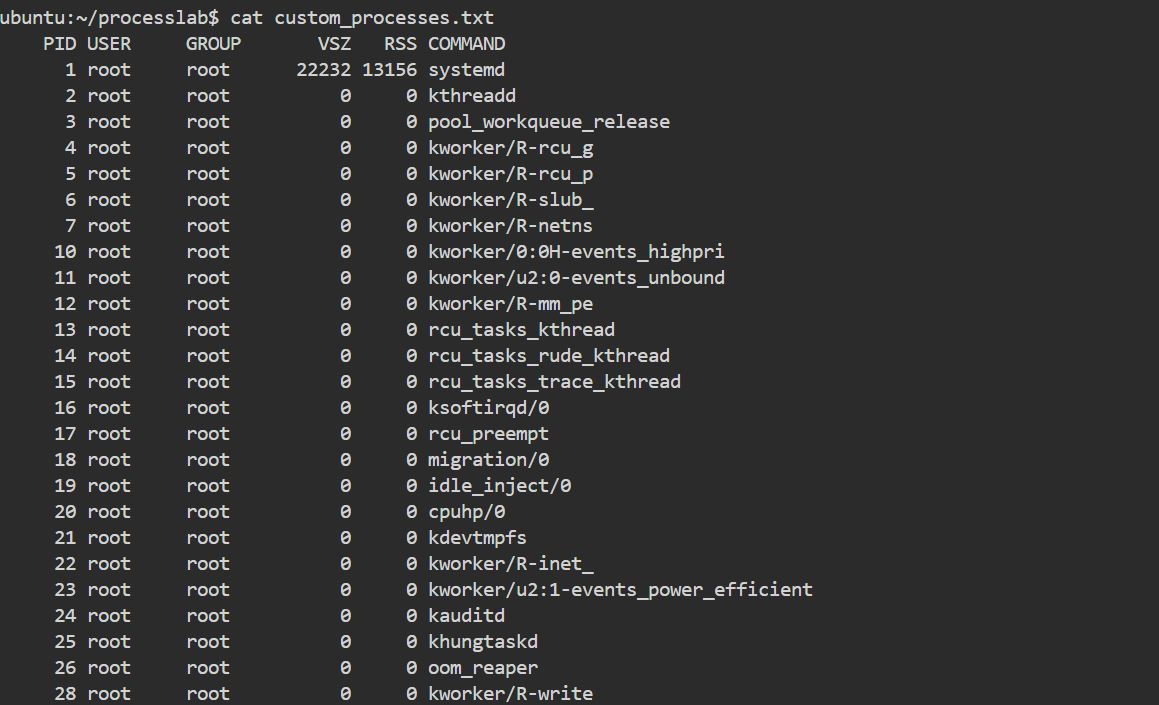 ubuntu:~/processlab$ cat custom_processes.txt
    PID USER     GROUP       VSZ   RSS COMMAND
      1 root     root      22232 13156 systemd
      2 root     root          0     0 kthreadd
      3 root     root          0     0 pool_workqueue_release
      4 root     root          0     0 kworker/R-rcu_g
      5 root     root          0     0 kworker/R-rcu_p
      6 root     root          0     0 kworker/R-slub_
      7 root     root          0     0 kworker/R-netns
     10 root     root          0     0 kworker/0:0H-events_highpri
     11 root     root          0     0 kworker/u2:0-events_unbound
     12 root     root          0     0 kworker/R-mm_pe
     13 root     root          0     0 rcu_tasks_kthread
     14 root     root          0     0 rcu_tasks_rude_kthread
     15 root     root          0     0 rcu_tasks_trace_kthread
     16 root     root          0     0 ksoftirqd/0
     17 root     root          0     0 rcu_preempt
     18 root     root          0     0 migration/0
     19 root     root          0     0 idle_inject/0
     20 root     root          0     0 cpuhp/0
     21 root     root          0     0 kdevtmpfs
     22 root     root          0     0 kworker/R-inet_
     23 root     root          0     0 kworker/u2:1-events_power_efficient
     24 root     root          0     0 kauditd
     25 root     root          0     0 khungtaskd
     26 root     root          0     0 oom_reaper
     28 root     root          0     0 kworker/R-write